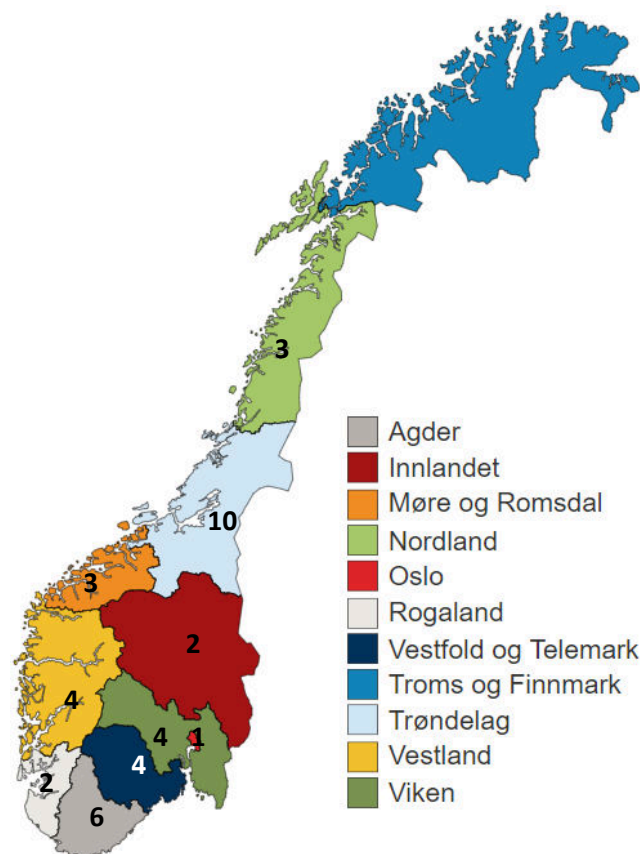 3
10
3
2
4
4
1
4
2
6
Agder
Innlandet
Møre og Romsdal
Nordland
Oslo
Rogaland
Vestfold og Telemark
Troms og Finnmark
Trøndelag
Vestland
Viken